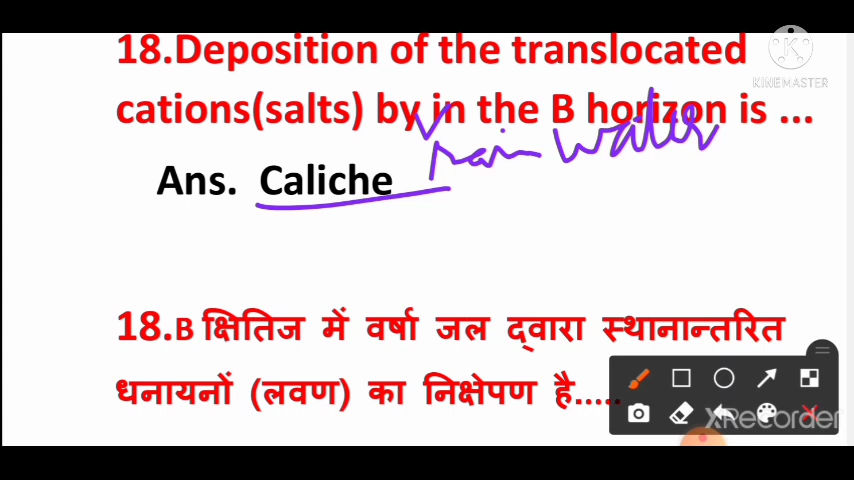 18.Deposition of the translocated
KINEMASTER
cations(salts) by in the B horizon is ...
rain water
Ans. Caliche
18.B क्षितिज में वर्षा जल द्वारा स्थानान्तरित
धनायनों (लवण) का निक्षेपण है.....
XRecorder